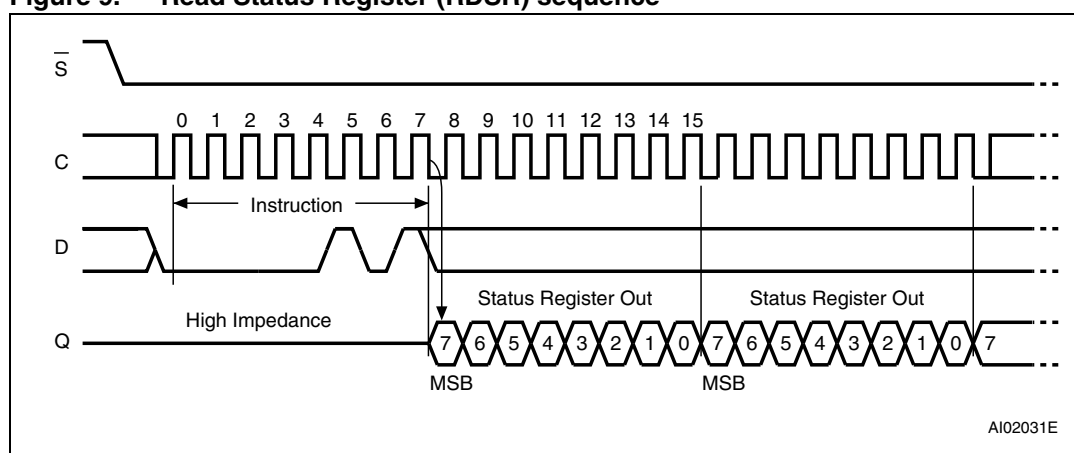 Figure 9. Read Status Register (RDSR) sequence
S
0 1 2 3 4 5 6 7 8 9 10 11 12 13 14 15
C
Instruction
D
Status Register Out Status Register Out
High Impedance
Q
7 6 5 4 3 2 1 0 7 6 5 4 3 2 1 0 7
MSB MSB
AI02031E